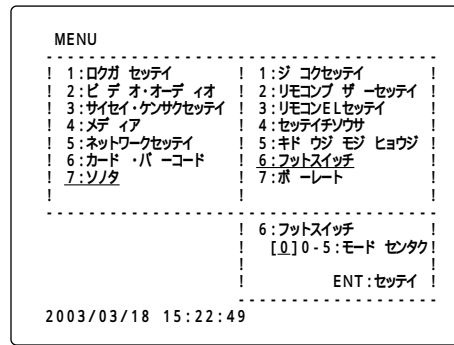 MENU
! 1:ロクガ セッテイ ! 1:ジ コクセッテイ !
! 2:ビ デ オ・オーデ ィオ ! 2:リモコンブ ザ ーセッテイ !
! 3:サイセイ・ケンサクセッテイ ! 3:リモコンELセッテイ !
! 4:メデ ィア ! 4:セッテイチソウサ !
! 5:ネットワークセッテイ ! 5:キド ウジ モジ ヒョウジ !
! 6:カード ・バ ーコード ! 6:フットスイッチ !
! 7:ソノタ ! 7:ボ ーレート !
! ! !
! 6:フットスイッチ !
! [0]0-5:モード センタク!
! !
! ENT:セッテイ !
2003/03/18 15:22:49